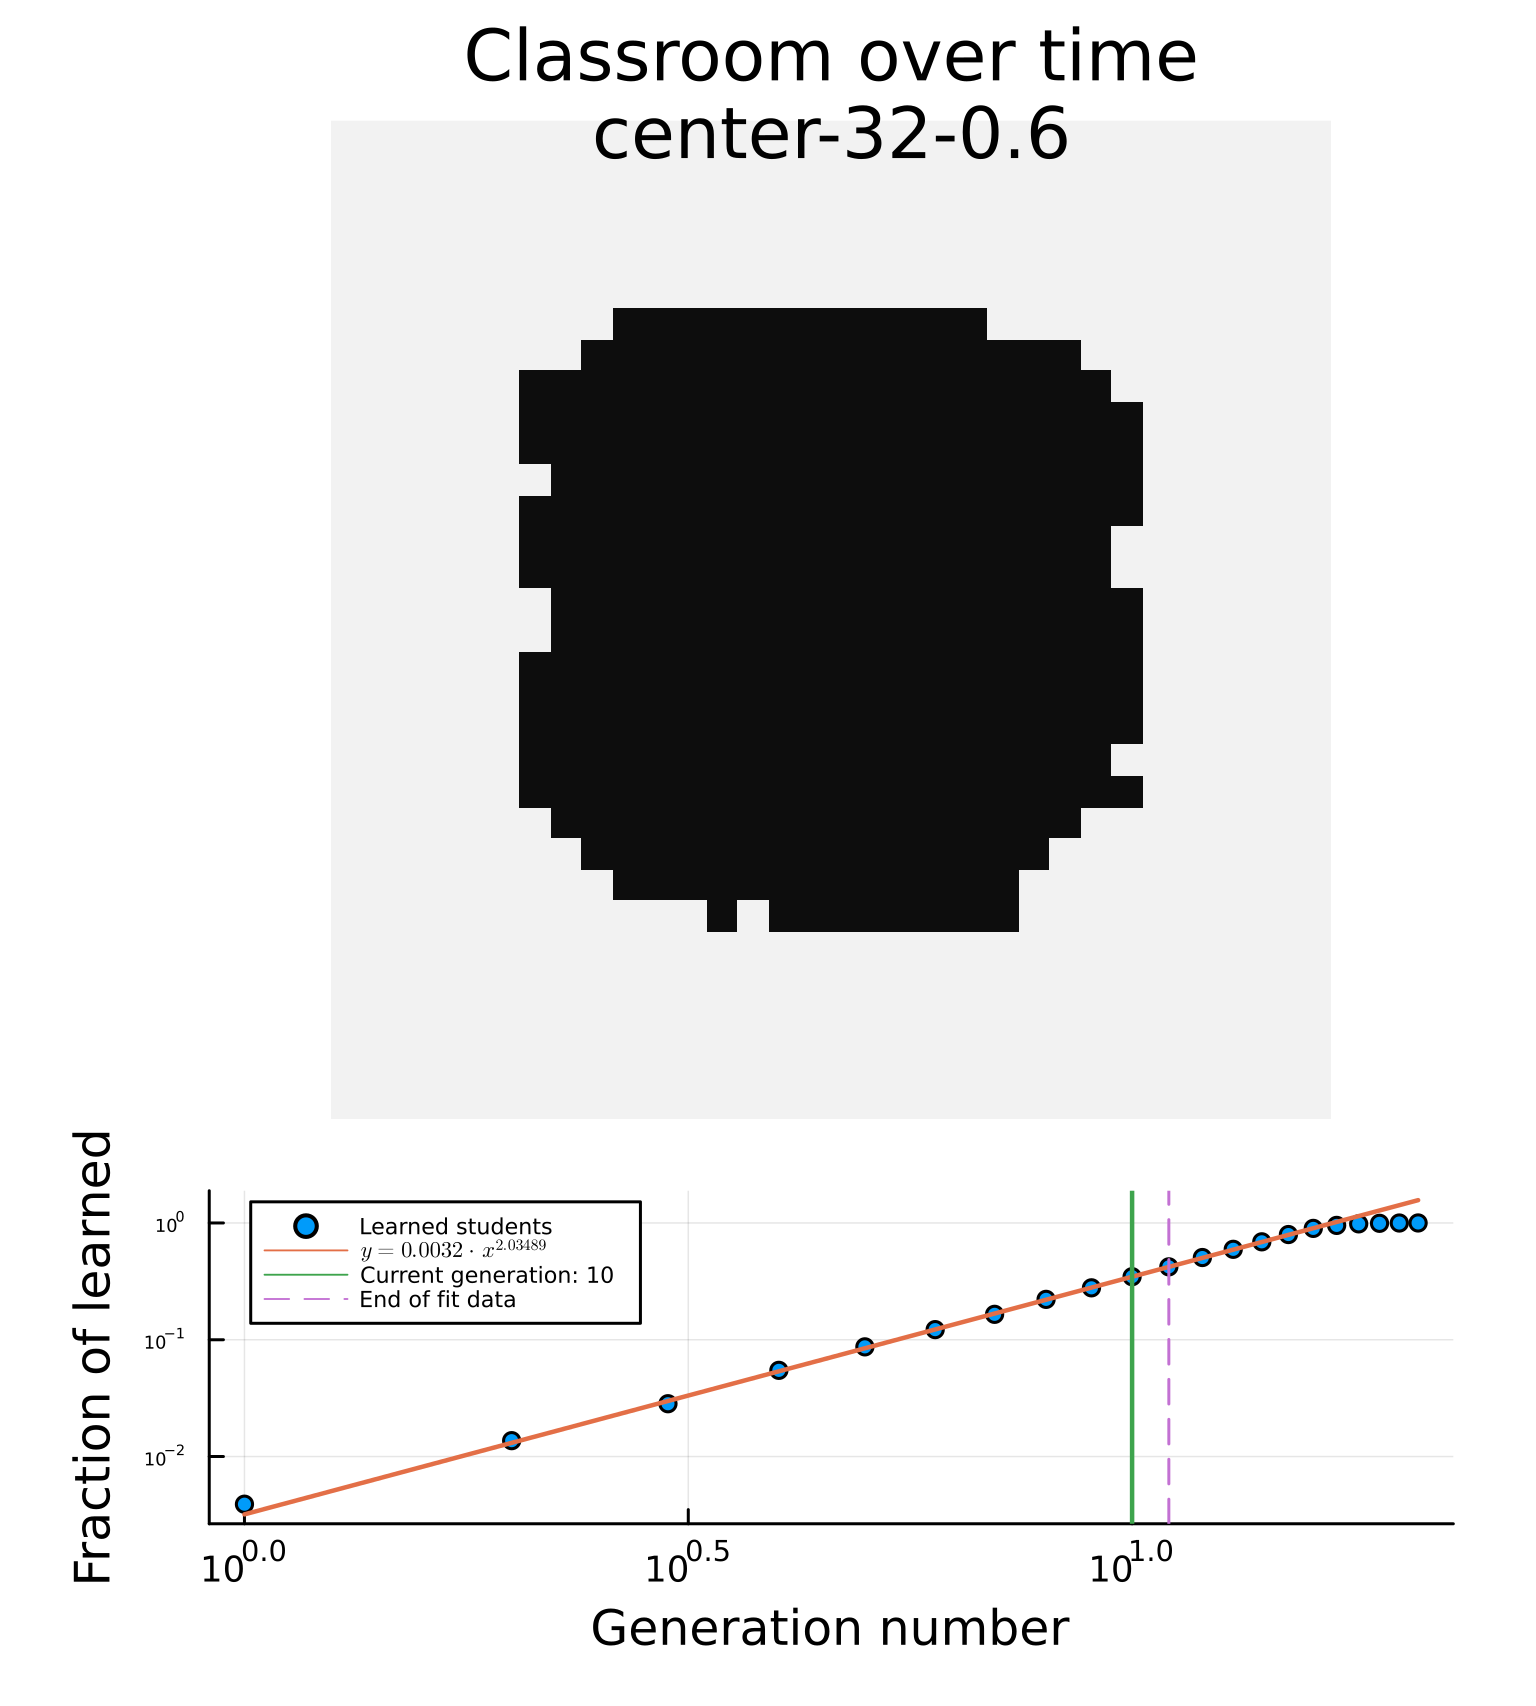 Classroom over time
center-32-0.6
Fraction of learned
10^0
10^−1
10^−2
Learned students
y = 0.0032 · x^2.03489
Current generation: 10
End of fit data
10^0.0 10^0.5 10^1.0
Generation number